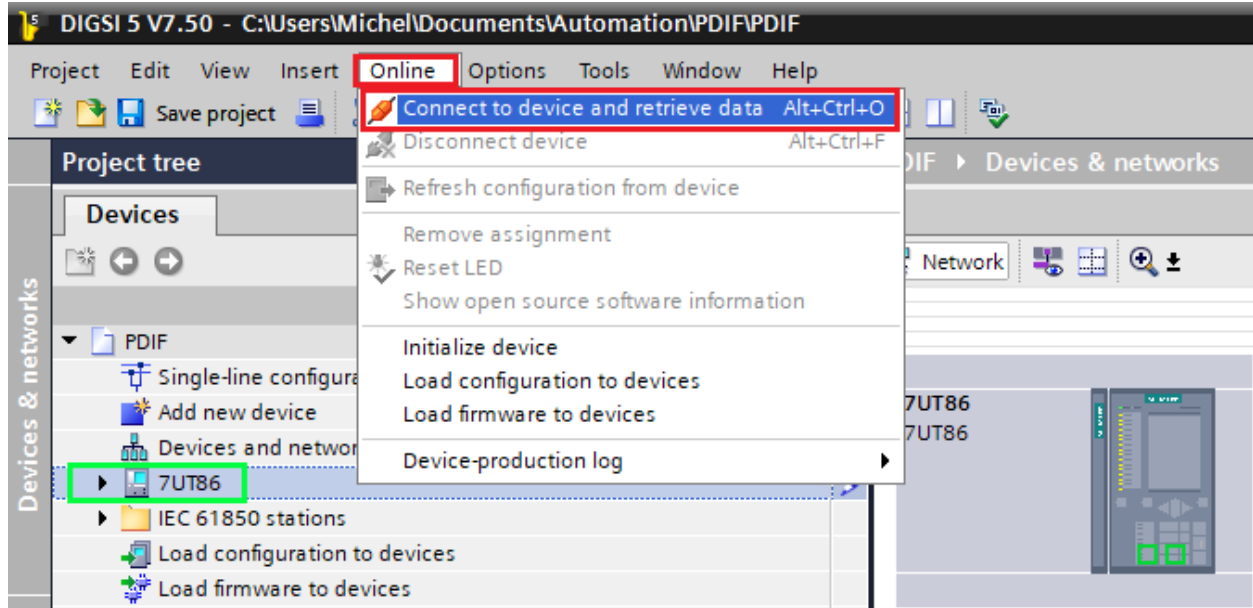 DIGSI 5 V7.50 - C:\Users\Michel\Documents\Automation\PDIF\PDIF
Project Edit View Insert Online Options Tools Window Help
Save project
Connect to device and retrieve data Alt+Ctrl+O
Disconnect device Alt+Ctrl+F
Project tree
Devices & networks
Refresh configuration from device
Devices
Remove assignment
Reset LED
Network
Show open source software information
PDIF
Initialize device
Single-line
Load configuration to devices
Add new device
7UT86
Load firmware to devices
7UT86
Devices and
Device-production log
7UT86
IEC 61850 stations
Load configuration to devices
Load firmware to devices
Devices & networks